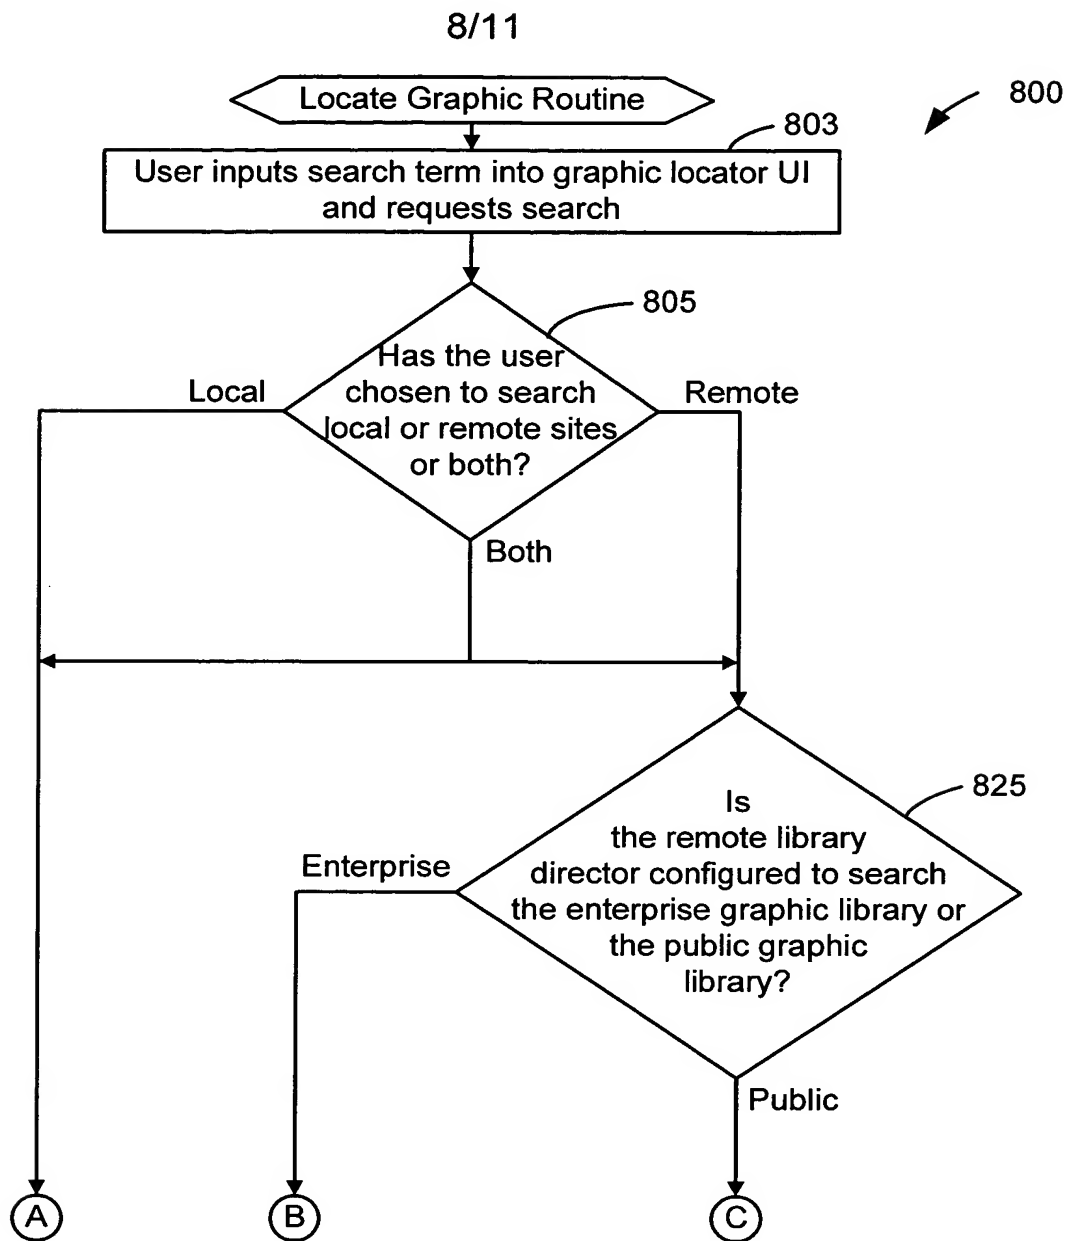 8/11
Locate Graphic Routine
800
803
User inputs search term into graphic locator UI
and requests search
805
Has the user
chosen to search
local or remote sites
or both?
Local
Remote
Both
825
Is
the remote library
director configured to search
the enterprise graphic library or
the public graphic
library?
Enterprise
Public
A
B
C